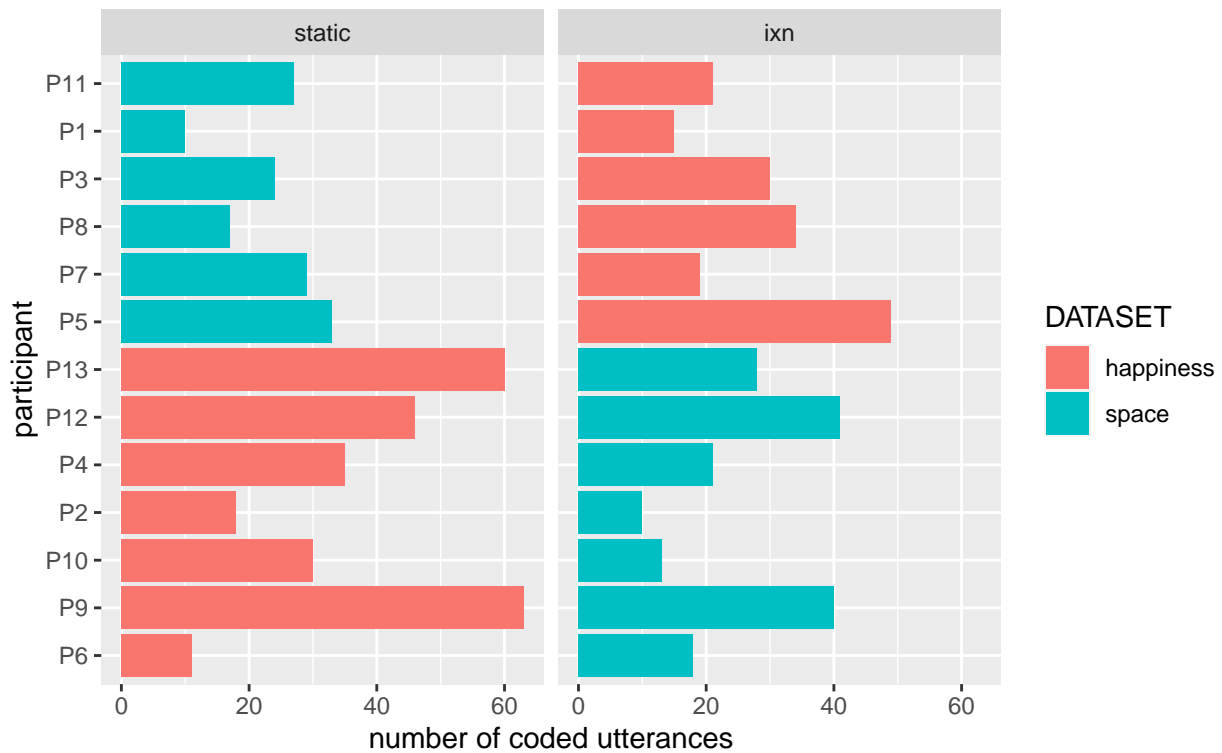 static
ixn
P11
P1
P3
P8
P7
P5
P13
P12
P4
P2
P10
P9
P6
participant
0 20 40 60
0 20 40 60
number of coded utterances
DATASET
happiness
space